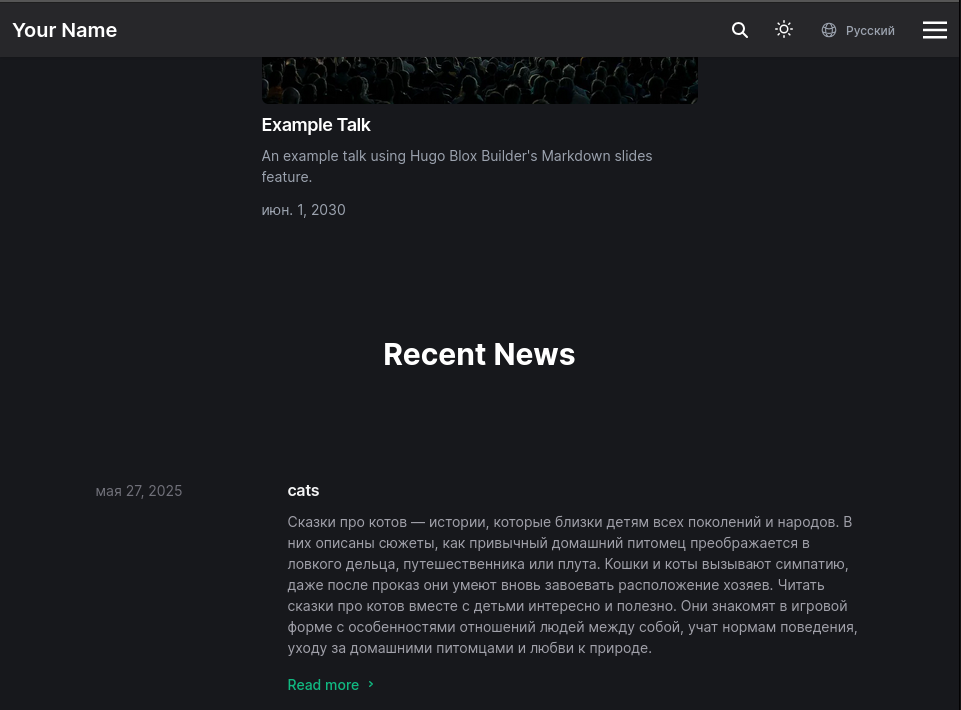 Your Name
Русский
Example Talk
An example talk using Hugo Blox Builder's Markdown slides
feature.
июн. 1, 2030
Recent News
мая 27, 2025
cats
Сказки про котов — истории, которые близки детям всех поколений и народов. В
них описаны сюжеты, как привычный домашний питомец преображается в
ловкого дельца, путешественника или плута. Кошки и коты вызывают симпатию,
даже после проказ они умеют вновь завоевать расположение хозяев. Читать
сказки про котов вместе с детьми интересно и полезно. Они знакомят в игровой
форме с особенностями отношений людей между собой, учат нормам поведения,
уходу за домашними питомцами и любви к природе.
Read more